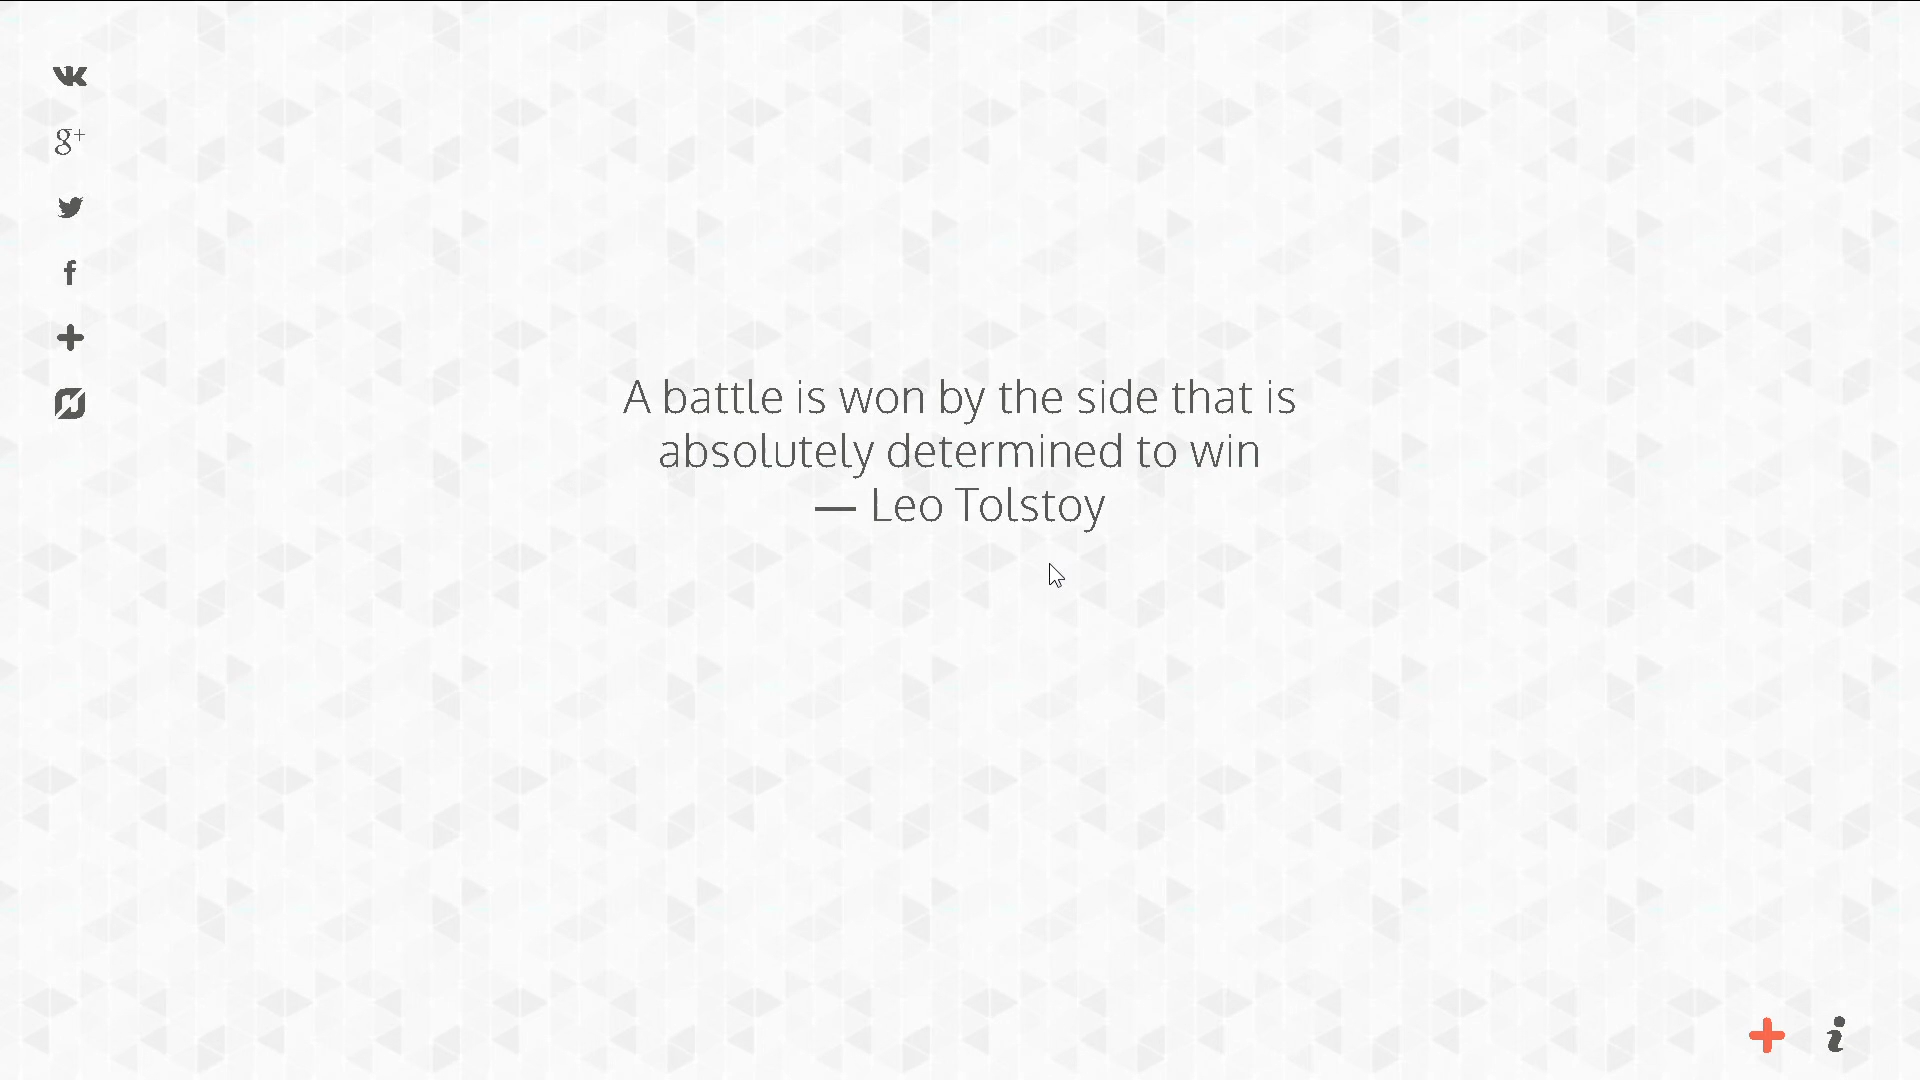 g+
A battle is won by the side that is
absolutely determined to win
— Leo Tolstoy